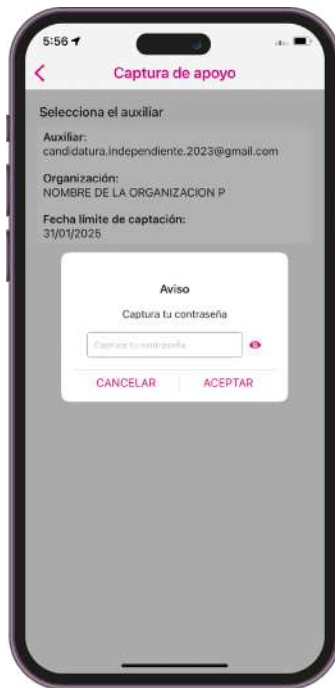 5:56
Captura de apoyo
Selecciona el auxiliar
Auxiliar:
candidatura.independiente.2023@gmail.com
Organización:
NOMBRE DE LA ORGANIZACION P
Fecha límite de captación:
31/01/2025
Aviso
Captura tu contraseña
Captura tu contraseña
CANCELAR
ACEPTAR